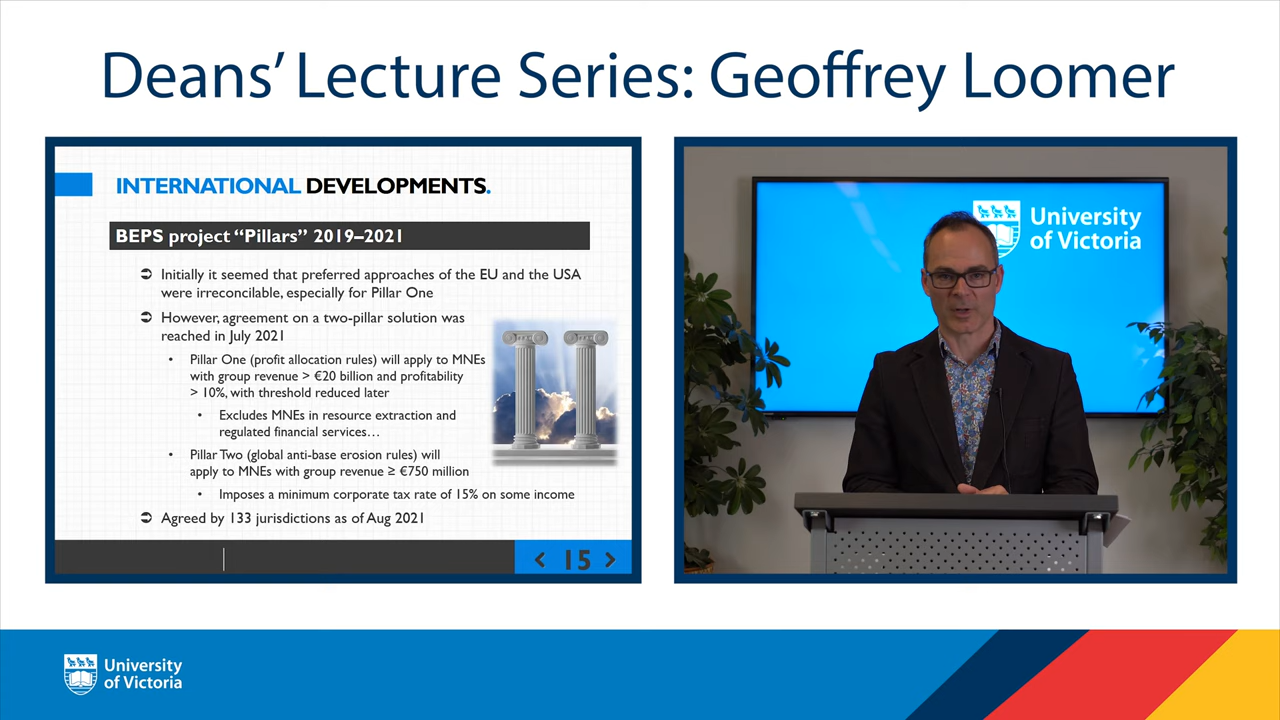 Deans’ Lecture Series: Geoffrey Loomer
INTERNATIONAL DEVELOPMENTS.
BEPS project “Pillars” 2019–2021
➲ Initially it seemed that preferred approaches of the EU and the USA
were irreconcilable, especially for Pillar One
➲ However, agreement on a two-pillar solution was
reached in July 2021
• Pillar One (profit allocation rules) will apply to MNEs
with group revenue > €20 billion and profitability
> 10%, with threshold reduced later
• Excludes MNEs in resource extraction and
regulated financial services…
• Pillar Two (global anti-base erosion rules) will
apply to MNEs with group revenue ≥ €750 million
• Imposes a minimum corporate tax rate of 15% on some income
➲ Agreed by 133 jurisdictions as of Aug 2021
< 15 >
University
of Victoria
University
of Victoria